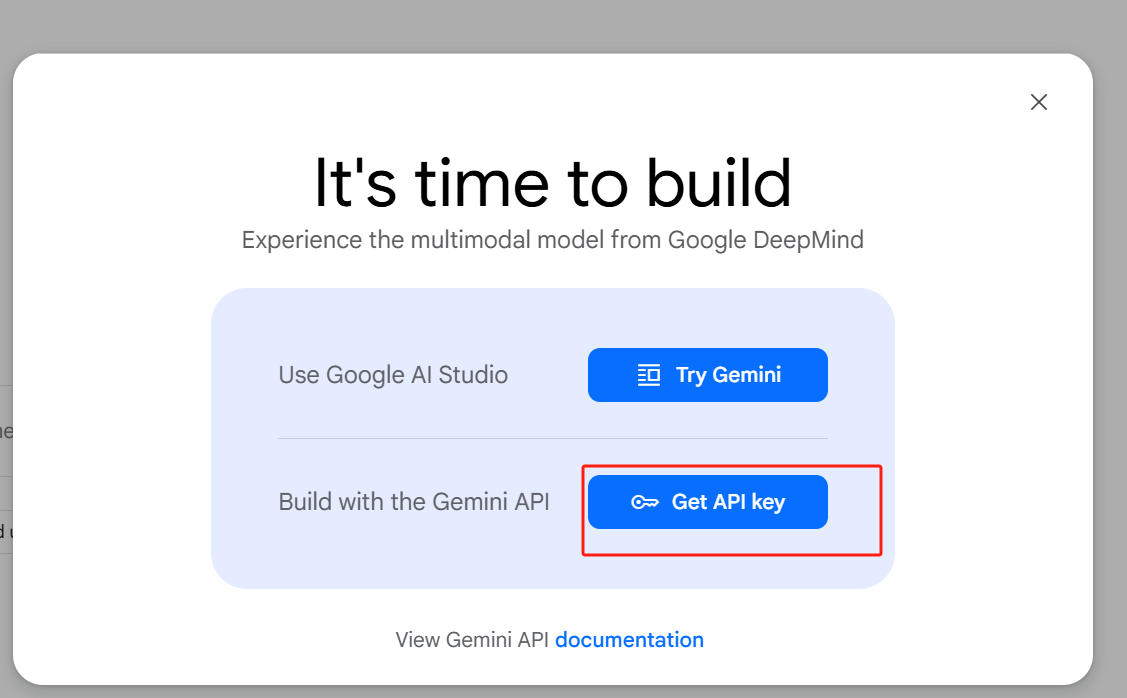 It's time to build
Experience the multimodal model from Google DeepMind
Use Google AI Studio
Try Gemini
Build with the Gemini API
Get API key
View Gemini API documentation